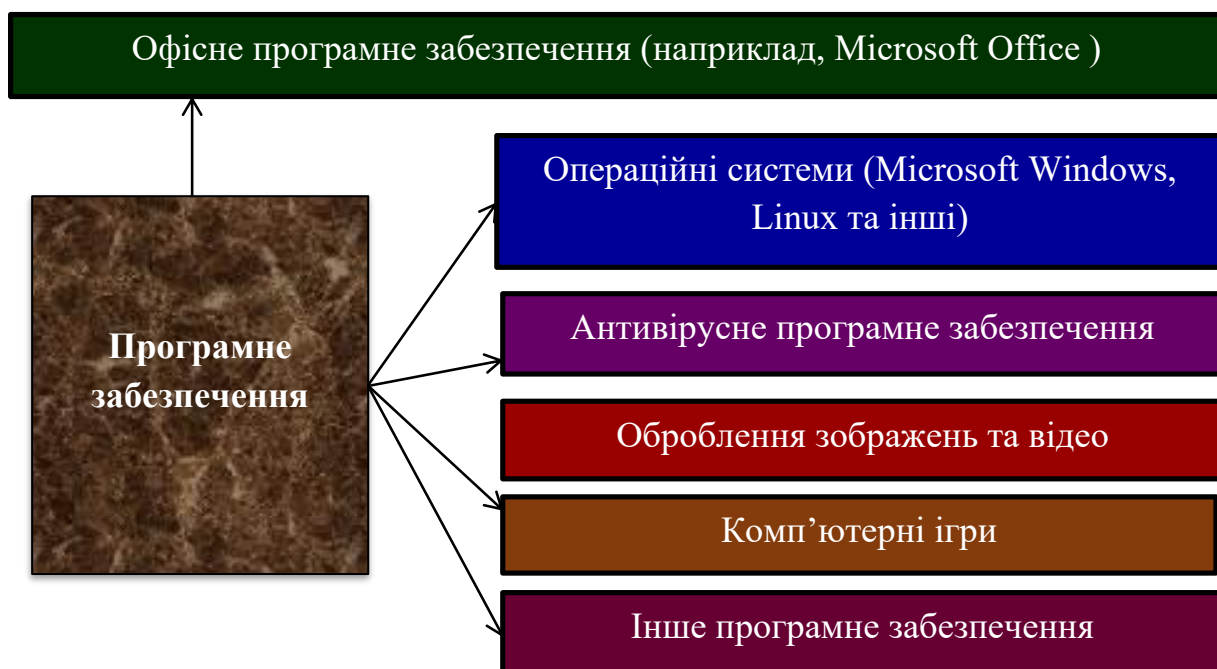 Офісне програмне забезпечення (наприклад, Microsoft Office )
Операційні системи (Microsoft Windows,
Linux та інші)
Програмне
забезпечення
Антивірусне програмне забезпечення
Оброблення зображень та відео
Комп’ютерні ігри
Інше програмне забезпечення